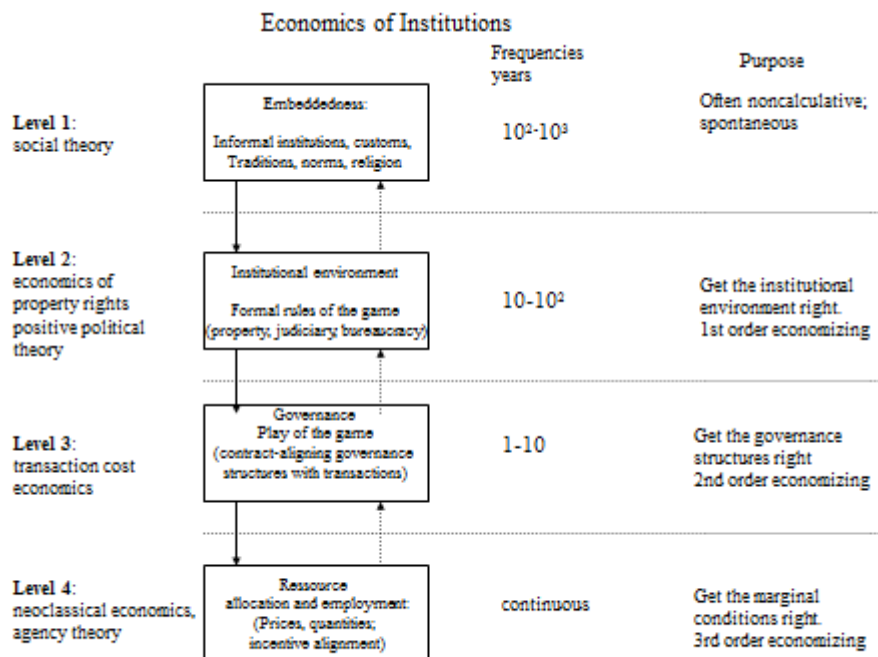 Economics of Institutions
Frequencies
years
Purpose
Level 1:
social theory
Embeddedness:
Informal institutions, customs,
Traditions, norms, religion
10²-10³
Often noncalculative;
spontaneous
Level 2:
economics of
property rights
positive political
theory
Institutional environment
Formal rules of the game
(property, judiciary, bureaucracy)
10-10²
Get the institutional
environment right.
1st order economizing
Level 3:
transaction cost
economics
Governance
Play of the game
(contract-aligning governance
structures with transactions)
1-10
Get the governance
structures right
2nd order economizing
Level 4:
neoclassical economics,
agency theory
Ressource
allocation and employment:
(Prices, quantities;
incentive alignment)
continuous
Get the marginal
conditions right.
3rd order economizing